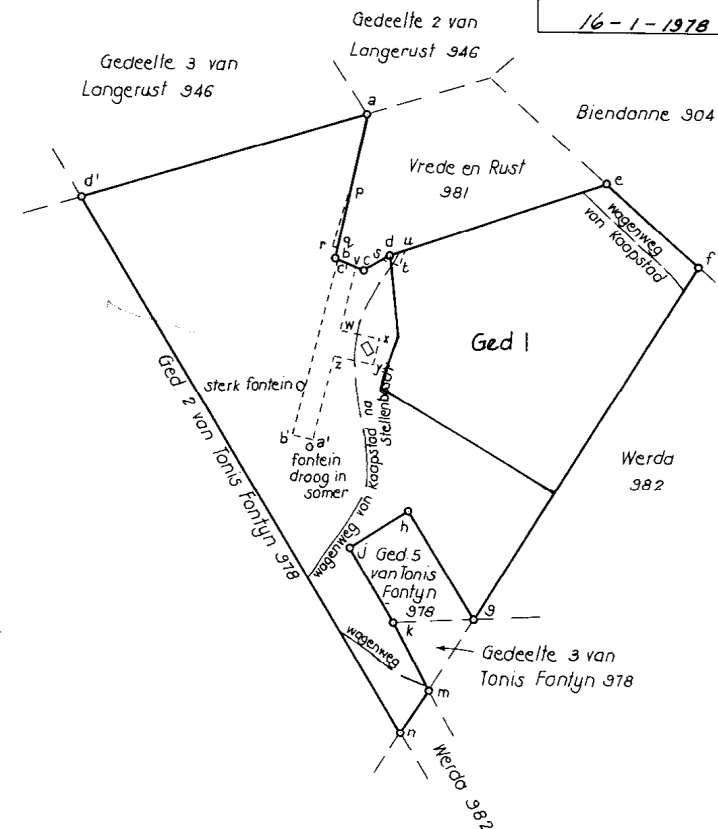 16-1-1978
Gedeelte 2 van
Langerust 946
Gedeelte 3 van
Langerust 946
a
Biendonne 904
d'
Vrede en Rust
981
e
p
wagenweg
van Kaapstad
f
r q
b
c'
v c s d u
t
w x
Ged 1
z y
sterk fontein
wagenweg van Kaapstad na
Stellenbosch
b' a'
fontein
droog in
somer
Ged 2 van Tonis Fontyn 978
Werda
982
h
j
Ged. 5
van Tonis
Fontyn
978
k
g
wagenweg
Gedeelte 3 van
Tonis Fontyn 978
m
n
Werda 982